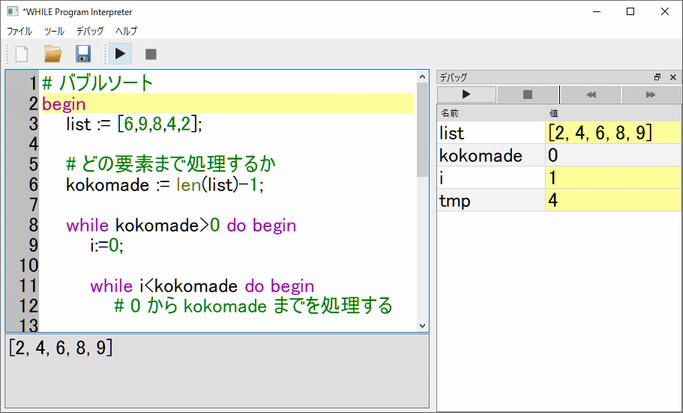 *WHILE Program Interpreter
ファイル ツール デバッグ ヘルプ
1 # バブルソート
2 begin
3 list := [6,9,8,4,2];
4
5 # どの要素まで処理するか
6 kokomade := len(list)-1;
7
8 while kokomade>0 do begin
9 i:=0;
10
11 while i<kokomade do begin
12 # 0 から kokomade までを処理する
13
[2, 4, 6, 8, 9]
デバッグ
名前 値
list [2, 4, 6, 8, 9]
kokomade 0
i 1
tmp 4